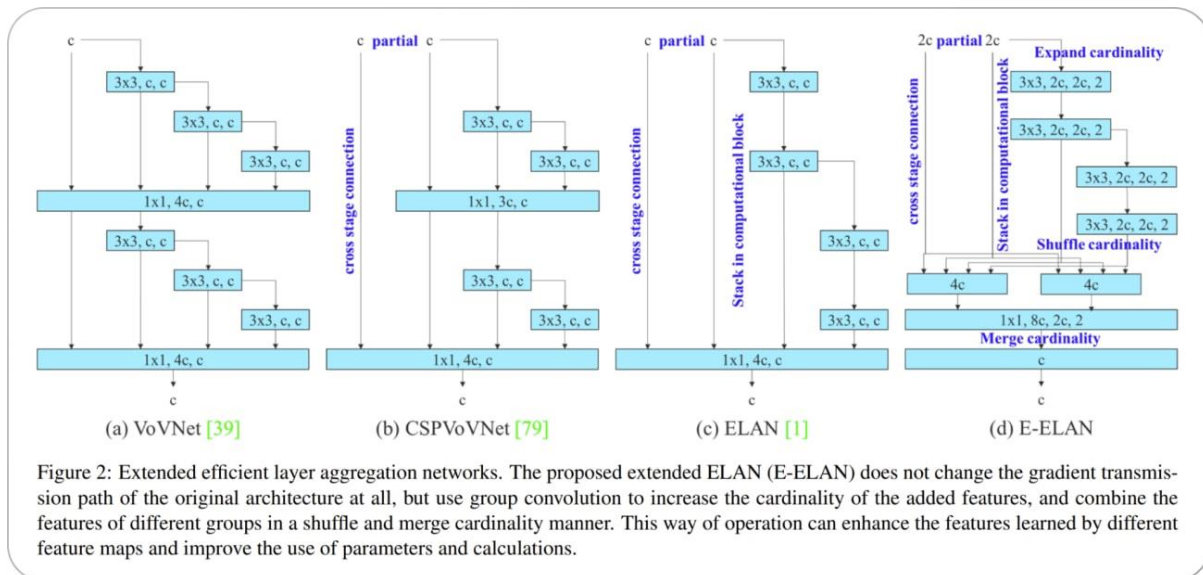 c
3x3, c, c
3x3, c, c
3x3, c, c
1x1, 4c, c
3x3, c, c
3x3, c, c
3x3, c, c
1x1, 4c, c
c
(a) VoVNet [39]
c partial c
cross stage connection
3x3, c, c
3x3, c, c
1x1, 3c, c
3x3, c, c
3x3, c, c
1x1, 4c, c
c
(b) CSPVoVNet [79]
c partial c
cross stage connection
Stack in computational block
3x3, c, c
3x3, c, c
3x3, c, c
3x3, c, c
1x1, 4c, c
c
(c) ELAN [1]
2c partial 2c
Expand cardinality
cross stage connection
Stack in computational block
3x3, 2c, 2c, 2
3x3, 2c, 2c, 2
3x3, 2c, 2c, 2
3x3, 2c, 2c, 2
Shuffle cardinality
4c
4c
1x1, 8c, 2c, 2
Merge cardinality
c
c
(d) E-ELAN
Figure 2: Extended efficient layer aggregation networks. The proposed extended ELAN (E-ELAN) does not change the gradient transmis-
sion path of the original architecture at all, but use group convolution to increase the cardinality of the added features, and combine the
features of different groups in a shuffle and merge cardinality manner. This way of operation can enhance the features learned by different
feature maps and improve the use of parameters and calculations.